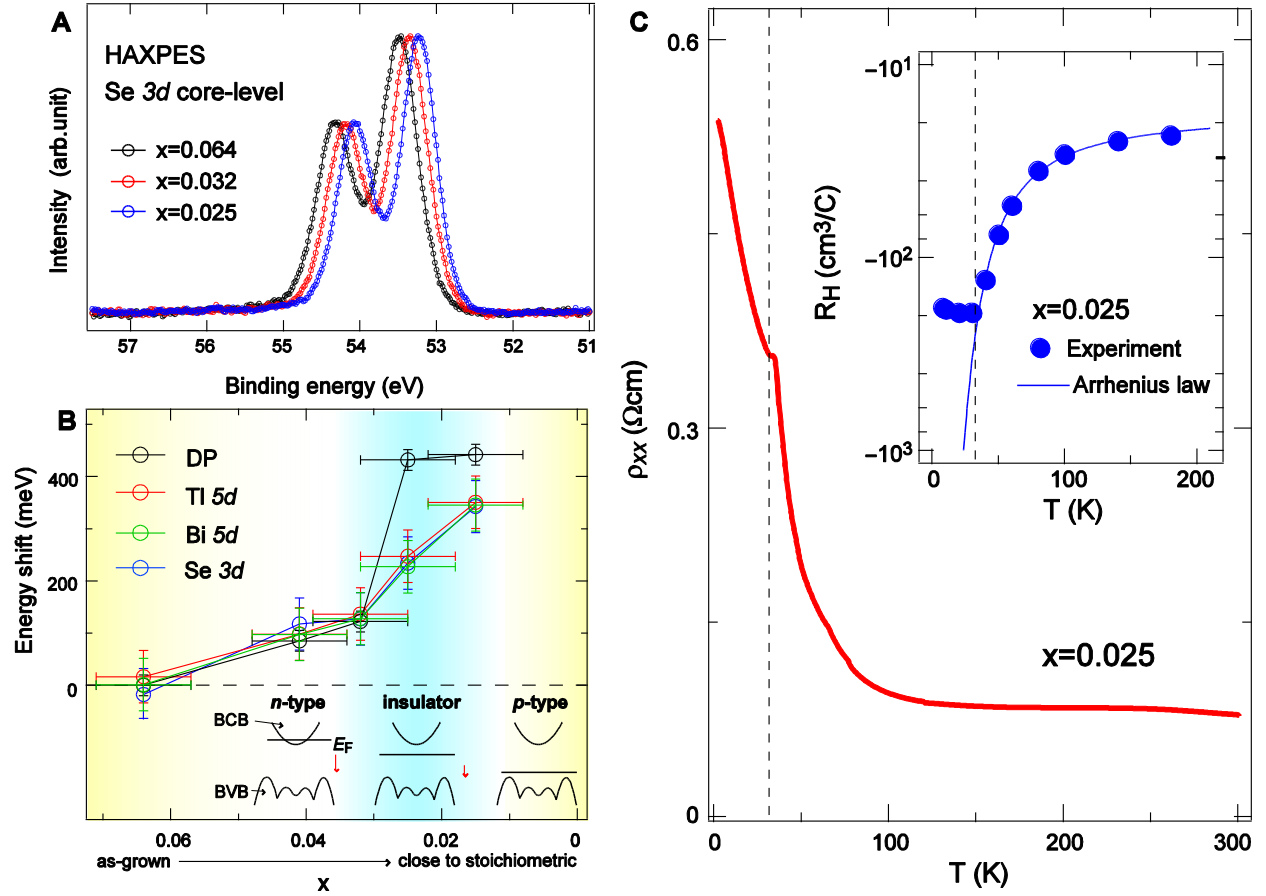 A
HAXPES
Se 3d core-level
x=0.064
x=0.032
x=0.025
Intensity (arb.unit)
57 56 55 54 53 52 51
Binding energy (eV)
B
DP
Tl 5d
Bi 5d
Se 3d
Energy shift (meV)
400
200
0
n-type insulator p-type
BCB
EF
BVB
0.06 0.04 0.02 0
as-grown close to stoichiometric
x
C
0.6
0.3
0
ρxx (Ωcm)
x=0.025
0 100 200 300
T (K)
−10¹
−10²
−10³
RH (cm³/C)
x=0.025
Experiment
Arrhenius law
0 100 200
T (K)